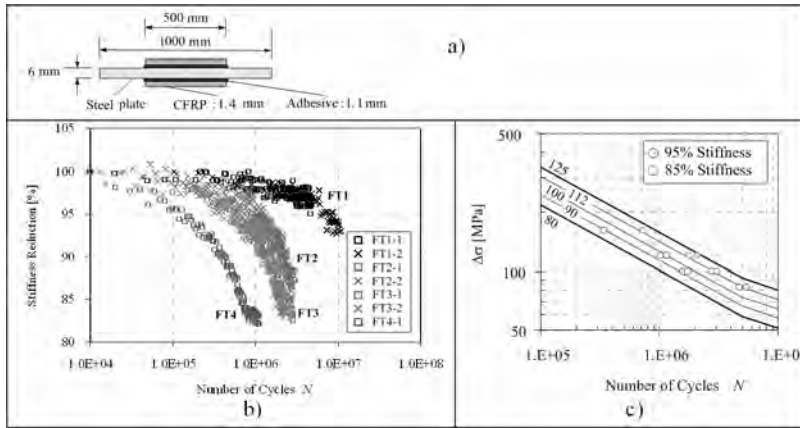 500 mm
1000 mm
a)
6 mm
Steel plate
CFRP : 1.4 mm
Adhesive : 1.1mm
Stiffness Reduction [%]
105
100
95
90
85
80
FT1
FT2
FT3
FT4
FT1-1
FT1-2
FT2-1
FT2-2
FT3-1
FT3-2
FT4-1
1.0E+04
1.0E+05
1.0E+06
1.0E+07
1.0E+08
Number of Cycles N
b)
Δσ [MPa]
500
100
50
125
112
100
90
80
95% Stiffness
85% Stiffness
1.E+05
1.E+06
1.E+0
Number of Cycles N
c)